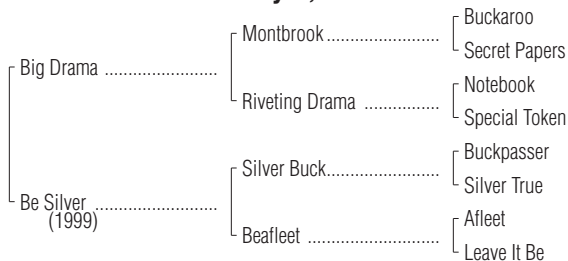 Buckaroo
Montbrook ........................
Secret Papers
Big Drama ........................
Notebook
Riveting Drama ................
Special Token
Buckpasser
Silver Buck........................
Silver True
Be Silver ..........................
(1999)
Afleet
Beafleet ............................
Leave It Be